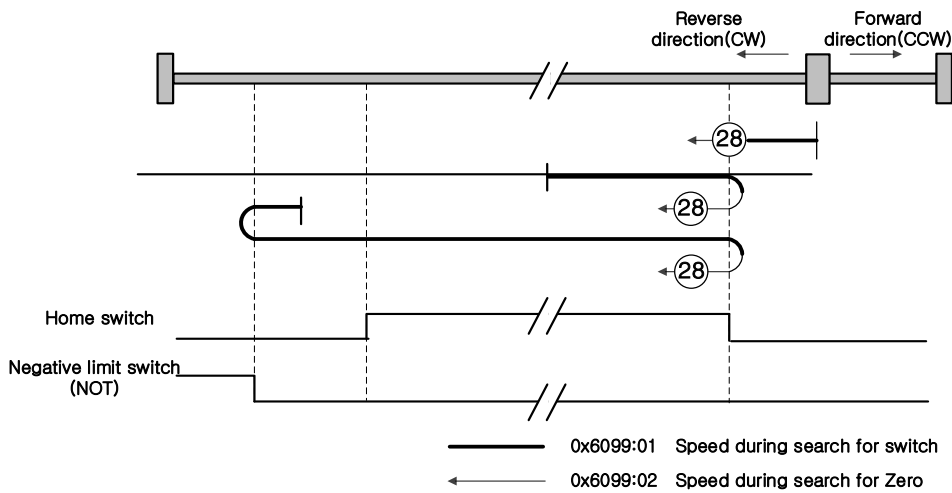 Reverse
direction(CW)
Forward
direction(CCW)
28
28
28
Home switch
Negative limit switch
(NOT)
0x6099:01 Speed during search for switch
0x6099:02 Speed during search for Zero